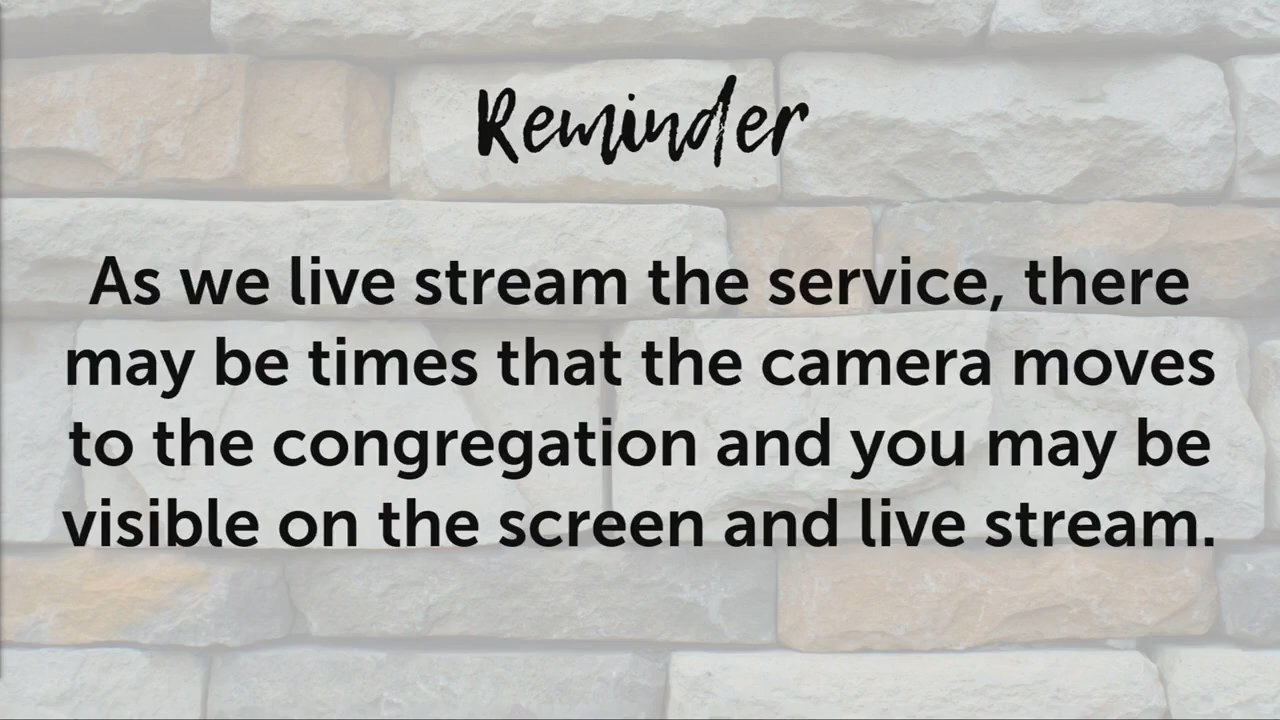 Reminder
As we live stream the service, there
may be times that the camera moves
to the congregation and you may be
visible on the screen and live stream.